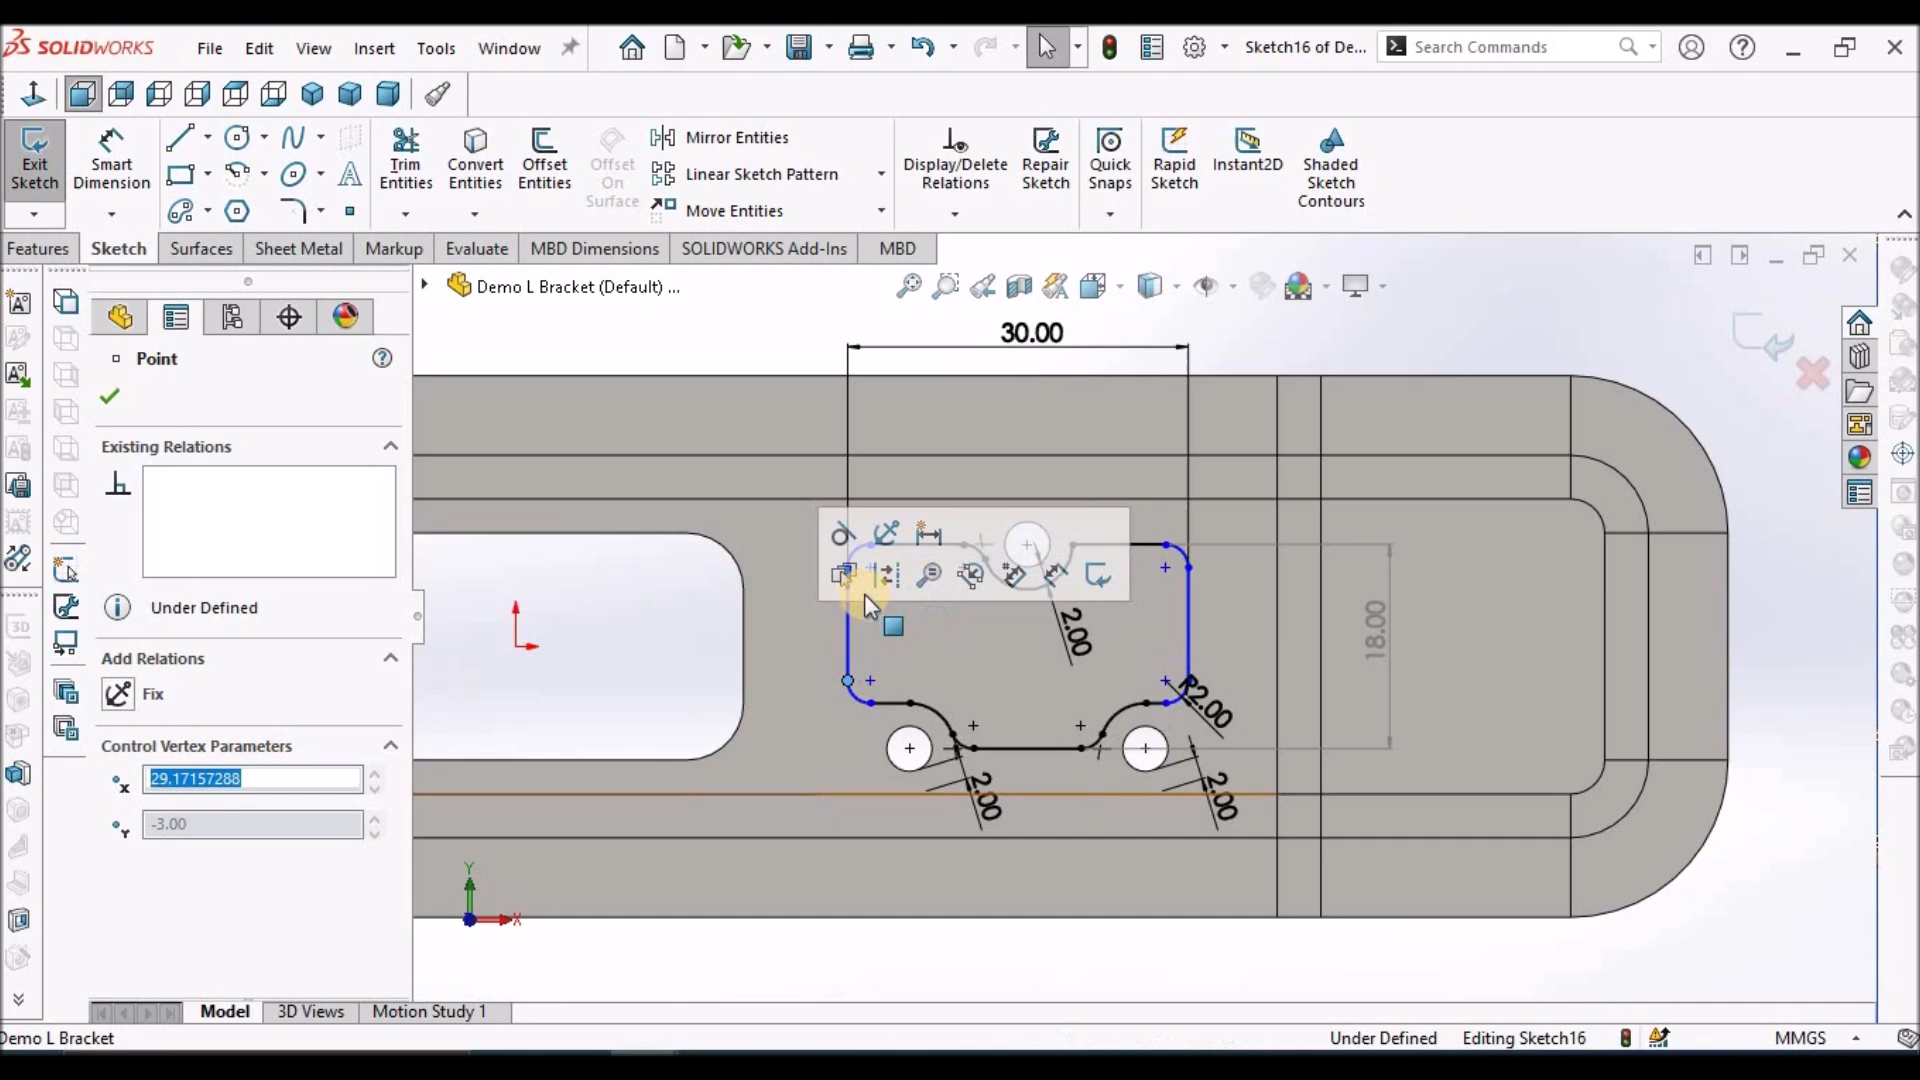 SOLIDWORKS File Edit View Insert Tools Window Sketch16 of De... Search Commands
Exit Sketch
Smart Dimension
Trim Entities
Convert Entities
Offset Entities
Offset On Surface
Mirror Entities
Linear Sketch Pattern
Move Entities
Display/Delete Relations
Repair Sketch
Quick Snaps
Rapid Sketch
Instant2D
Shaded Sketch Contours
Features Sketch Surfaces Sheet Metal Markup Evaluate MBD Dimensions SOLIDWORKS Add-Ins MBD
Demo L Bracket (Default) ...
Point
Existing Relations
Under Defined
Add Relations
Fix
Control Vertex Parameters
X 29.17157288
Y -3.00
30.00
2.00
18.00
R2.00
2.00
2.00
Y
X
3D
Model 3D Views Motion Study 1
Demo L Bracket Under Defined Editing Sketch16 MMGS